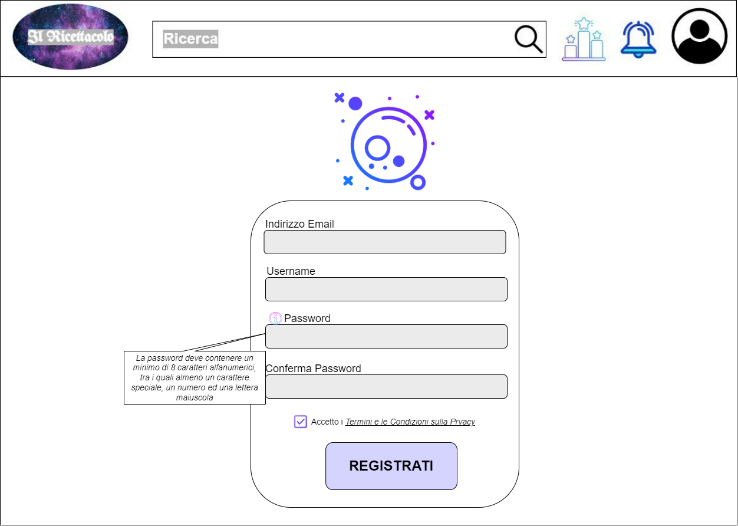 Il Ricettacolo
Ricerca
Indirizzo Email
Username
Password
La password deve contenere un
minimo di 8 caratteri alfanumerici,
tra i quali almeno un carattere
speciale, un numero ed una lettera
maiuscola
Conferma Password
Accetto i Termini e le Condizioni sulla Privacy
REGISTRATI